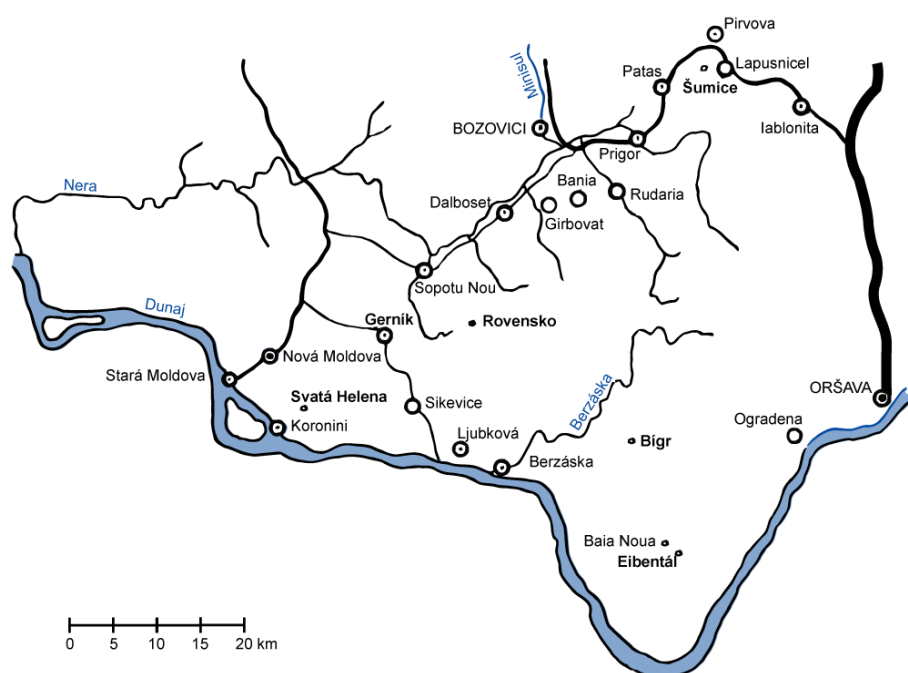 Pirvova
Minisul
Patas
Lapusnicel
Šumice
BOZOVICI
Iablonita
Prigor
Nera
Bania
Rudaria
Dalboset
Girbovat
Sopotu Nou
Dunaj
Gerník
Rovensko
Nová Moldova
Stará Moldova
ORŠAVA
Svatá Helena
Sikevice
Berzáska
Koronini
Ogradena
Ljubková
Bígr
Berzáska
Baia Noua
Eibentál
0 5 10 15 20 km